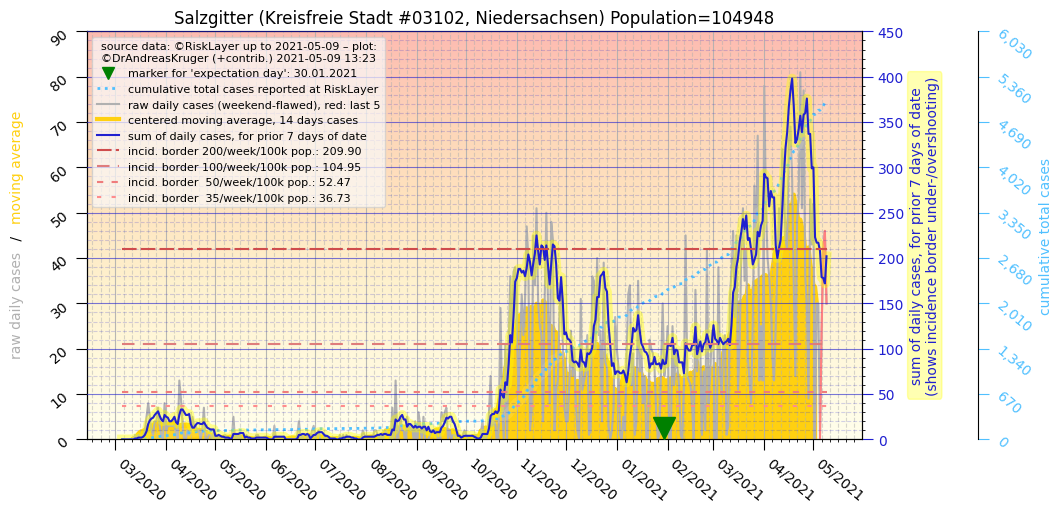 Salzgitter (Kreisfreie Stadt #03102, Niedersachsen) Population=104948
source data: ©RiskLayer up to 2021-05-09 – plot:
©DrAndreasKruger (+contrib.) 2021-05-09 13:23
marker for 'expectation day': 30.01.2021
cumulative total cases reported at RiskLayer
raw daily cases (weekend-flawed), red: last 5
centered moving average, 14 days cases
sum of daily cases, for prior 7 days of date
incid. border 200/week/100k pop.: 209.90
incid. border 100/week/100k pop.: 104.95
incid. border  50/week/100k pop.: 52.47
incid. border  35/week/100k pop.: 36.73
raw daily cases  /  moving average
90
80
70
60
50
40
30
20
10
0
03/2020
04/2020
05/2020
06/2020
07/2020
08/2020
09/2020
10/2020
11/2020
12/2020
01/2021
02/2021
03/2021
04/2021
05/2021
450
400
350
300
250
200
150
100
50
0
sum of daily cases, for prior 7 days of date
(shows incidence border under-/overshooting)
6,030
5,360
4,690
4,020
3,350
2,680
2,010
1,340
670
0
cumulative total cases